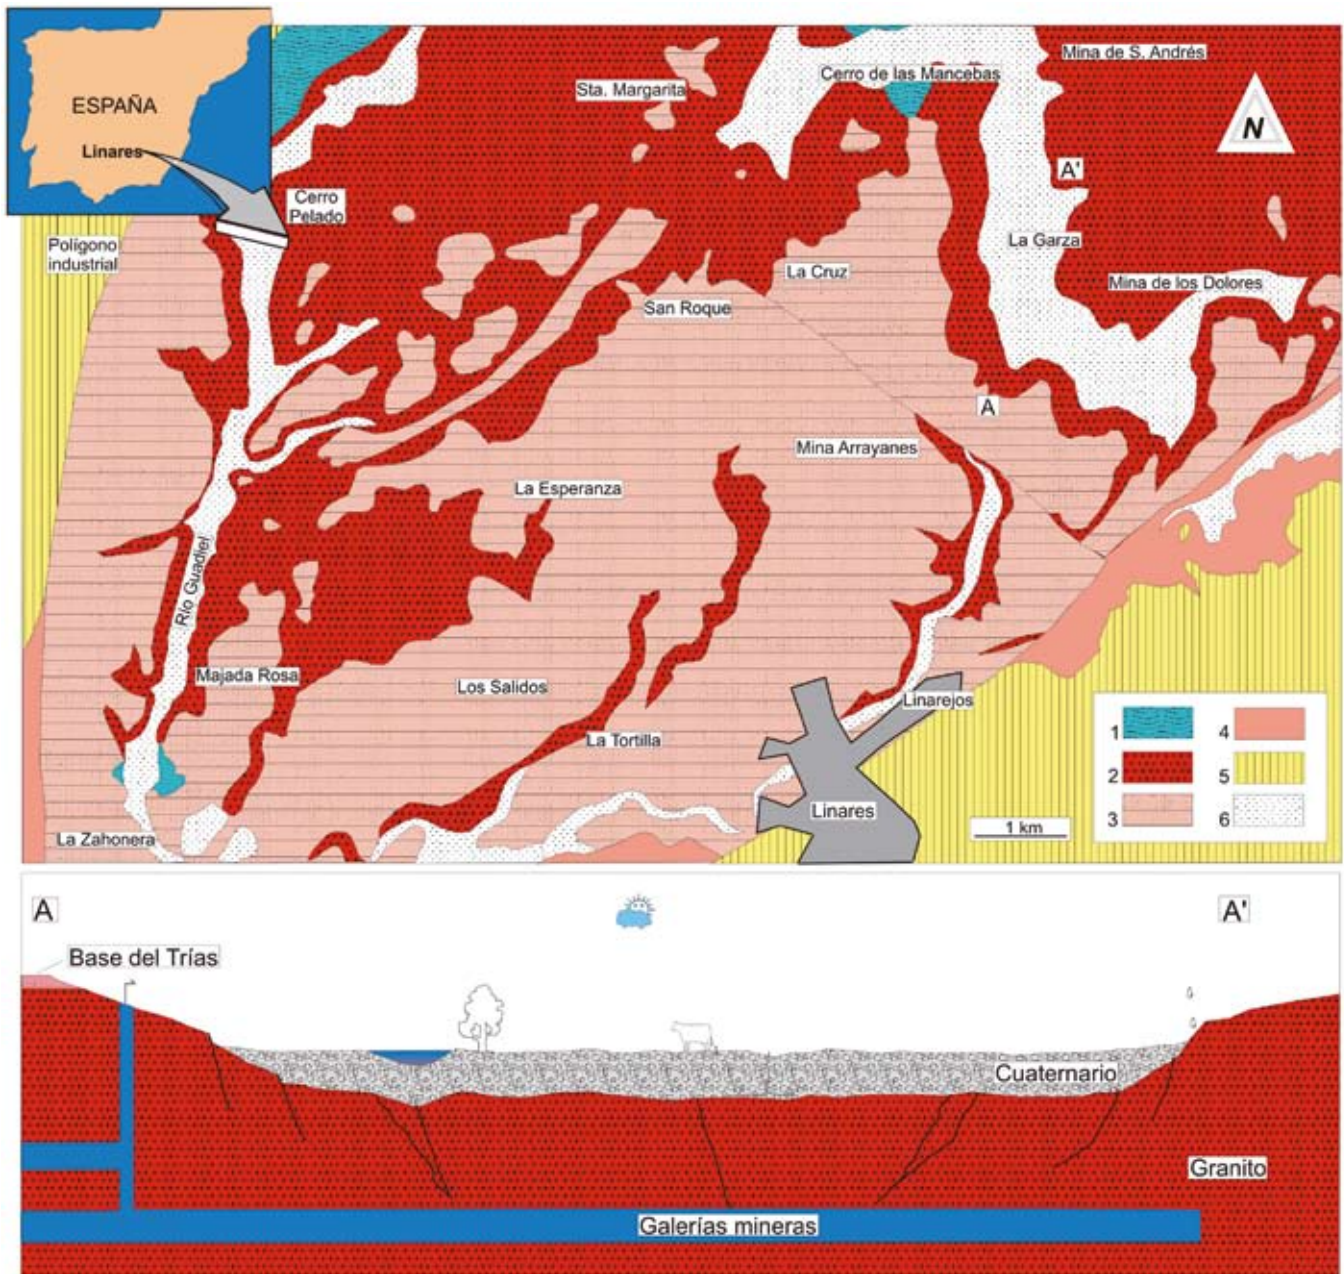 ESPAÑA
Linares
Cerro
Pelado
Polígono
industrial
Sta. Margarita
Cerro de las Mancebas
Mina de S. Andrés
N
A'
La Garza
La Cruz
Mina de los Dolores
San Roque
A
Mina Arrayanes
La Esperanza
Río Guadiel
Majada Rosa
Los Salidos
Linarejos
La Tortilla
Linares
La Zahonera
1 km
1
2
3
4
5
6
A
A'
Base del Trías
Cuaternario
Granito
Galerías mineras